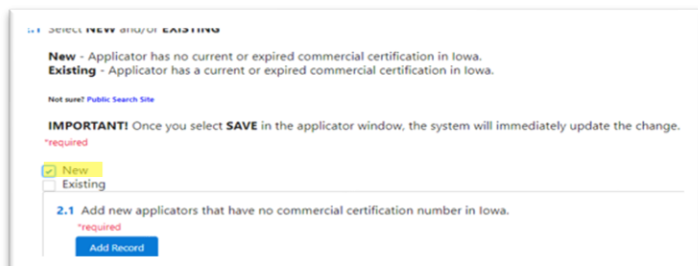 1.1 Select NEW and/or EXISTING
New - Applicator has no current or expired commercial certification in Iowa.
Existing - Applicator has a current or expired commercial certification in Iowa.
Not sure? Public Search Site
IMPORTANT! Once you select SAVE in the applicator window, the system will immediately update the change.
*required
New
Existing
2.1 Add new applicators that have no commercial certification number in Iowa.
*required
Add Record